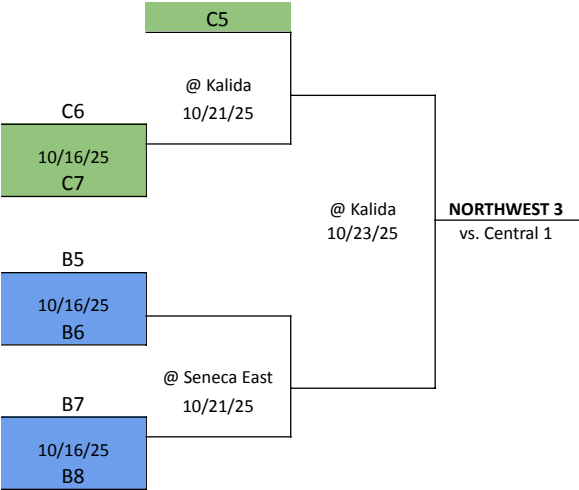 C5
@ Kalida
10/21/25
C6
10/16/25
C7
@ Kalida
10/23/25
NORTHWEST 3
vs. Central 1
B5
10/16/25
B6
@ Seneca East
10/21/25
B7
10/16/25
B8